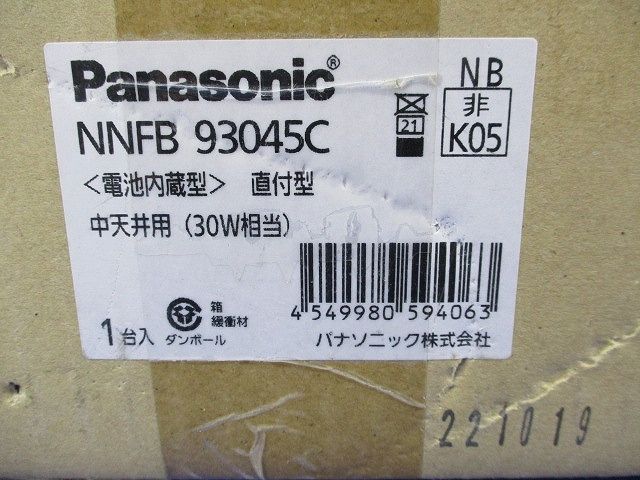 Panasonic®
NB
NNFB 93045C
21
非
K05
<電池内蔵型> 直付型
中天井用(30W相当)
4 549980 594063
1台入
箱
緩衝材
ダンボール
パナソニック株式会社
221019